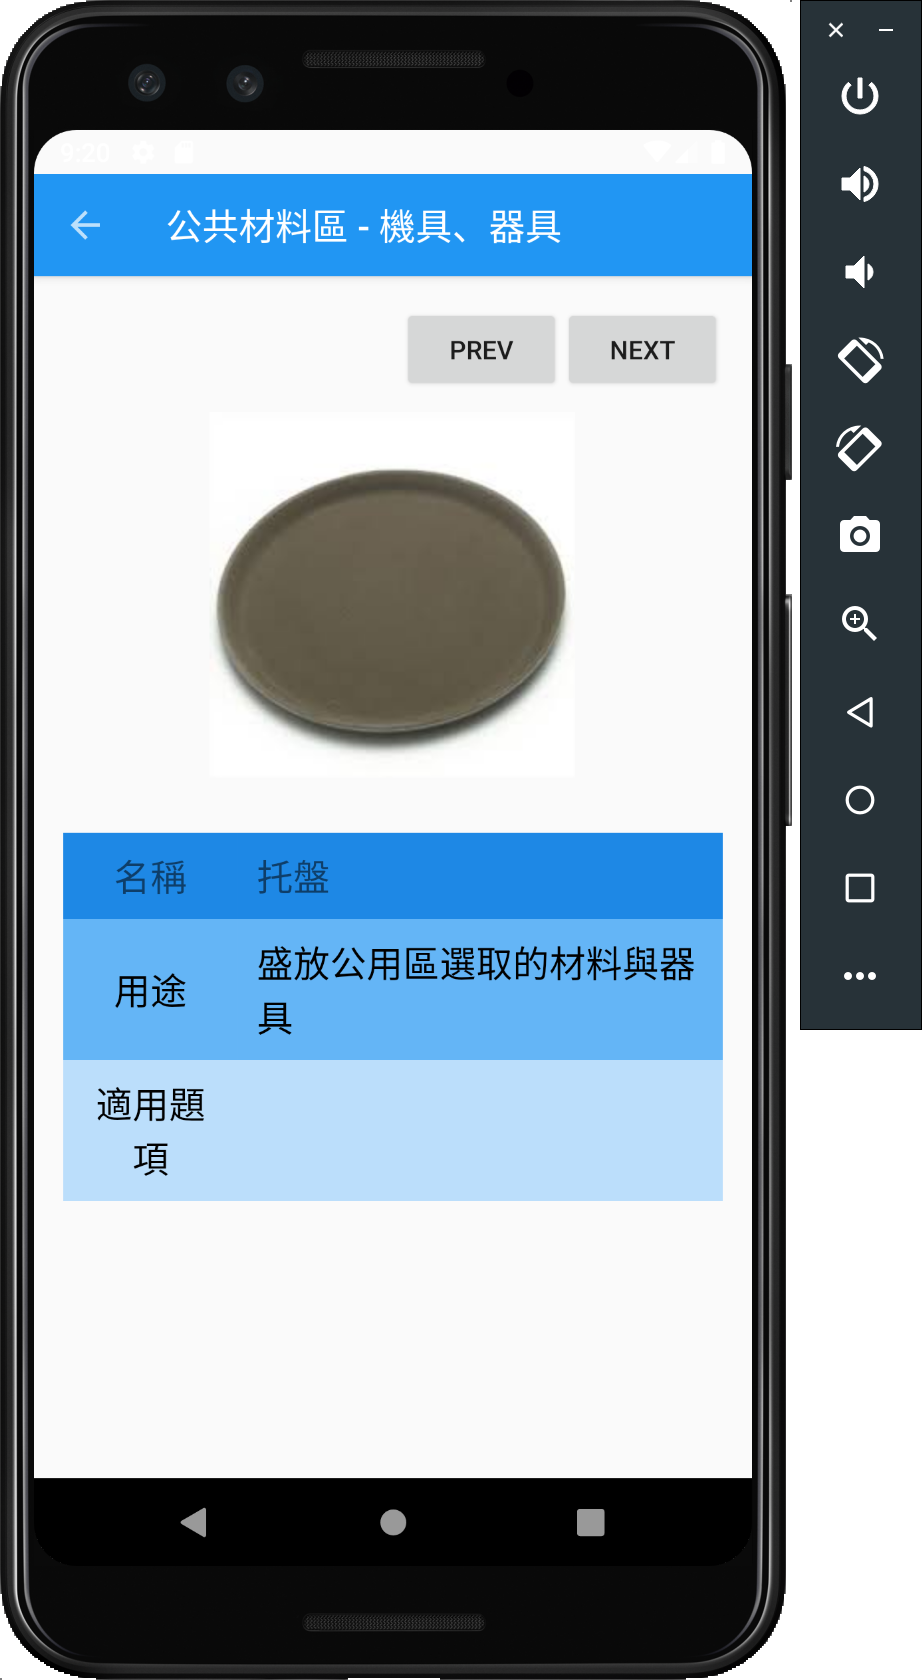 9:20
公共材料區 - 機具、器具
PREV
NEXT
名稱
托盤
用途
盛放公用區選取的材料與器
具
適用題
項